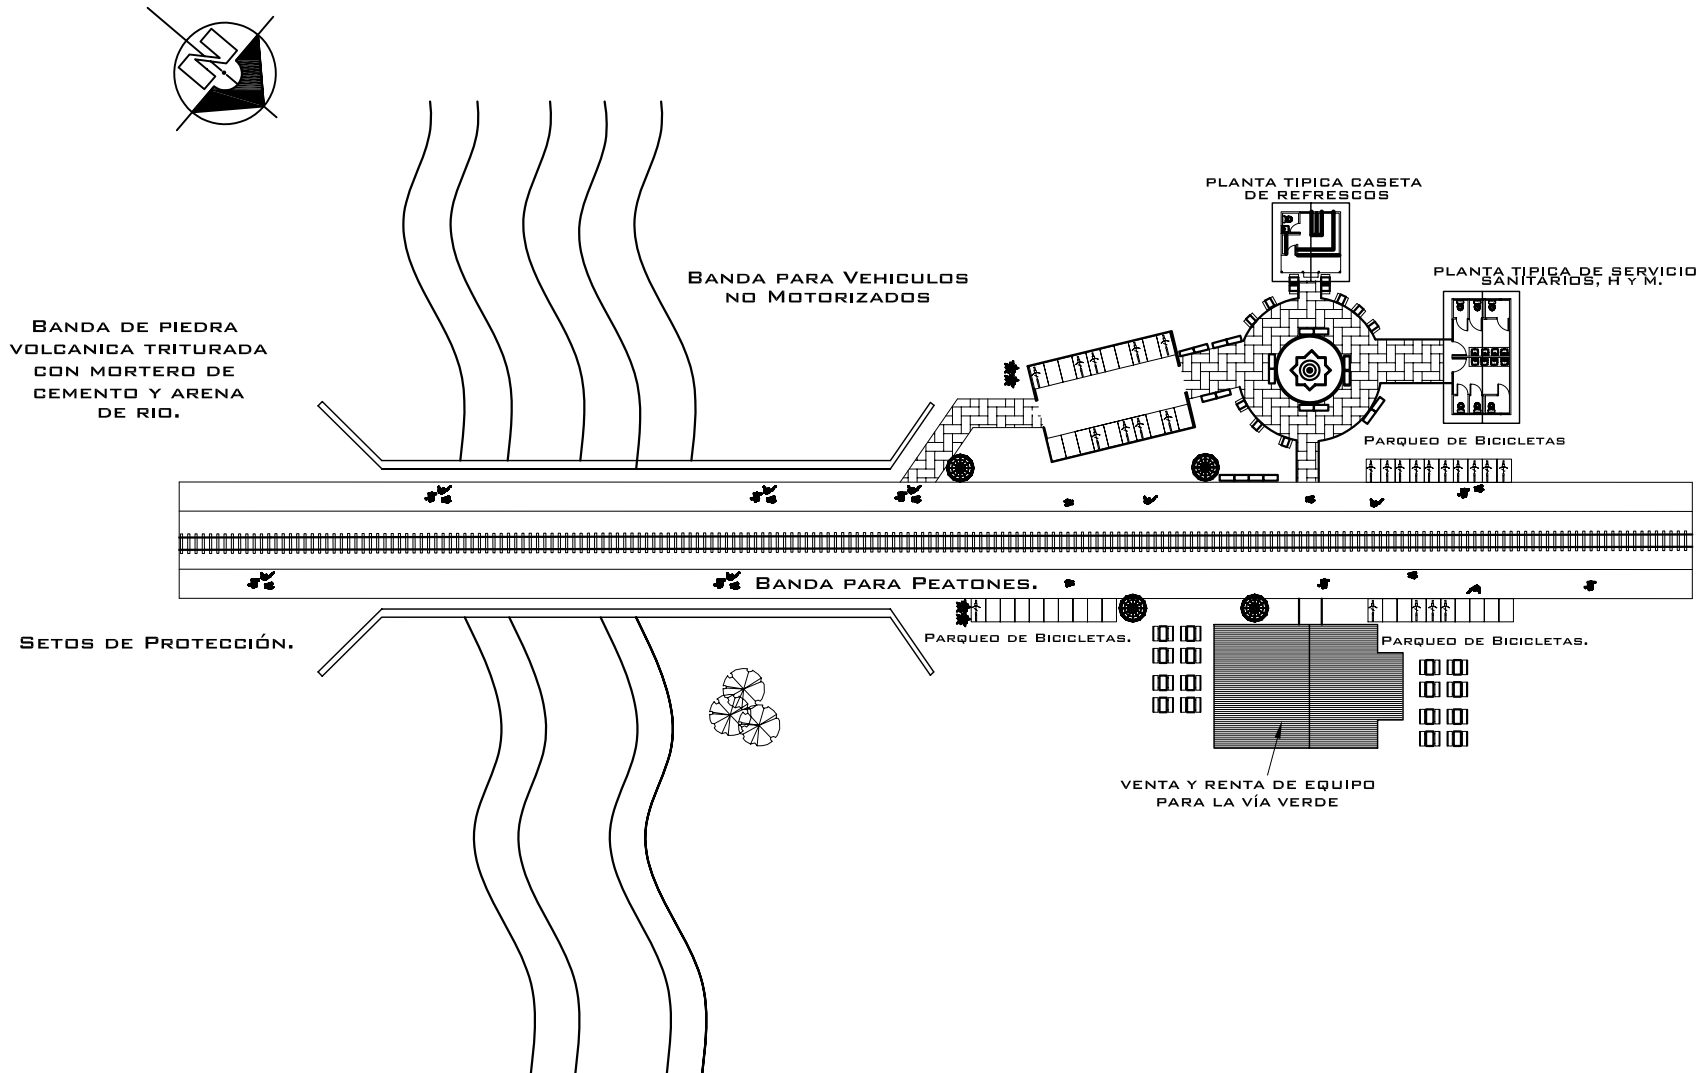 N
PLANTA TIPICA CASETA
DE REFRESCOS
BANDA PARA VEHICULOS
NO MOTORIZADOS
PLANTA TIPICA DE SERVICIO
SANITARIOS, H Y M.
BANDA DE PIEDRA
VOLCANICA TRITURADA
CON MORTERO DE
CEMENTO Y ARENA
DE RIO.
PARQUEO DE BICICLETAS
BANDA PARA PEATONES.
SETOS DE PROTECCIÓN.
PARQUEO DE BICICLETAS.
PARQUEO DE BICICLETAS.
VENTA Y RENTA DE EQUIPO
PARA LA VÍA VERDE